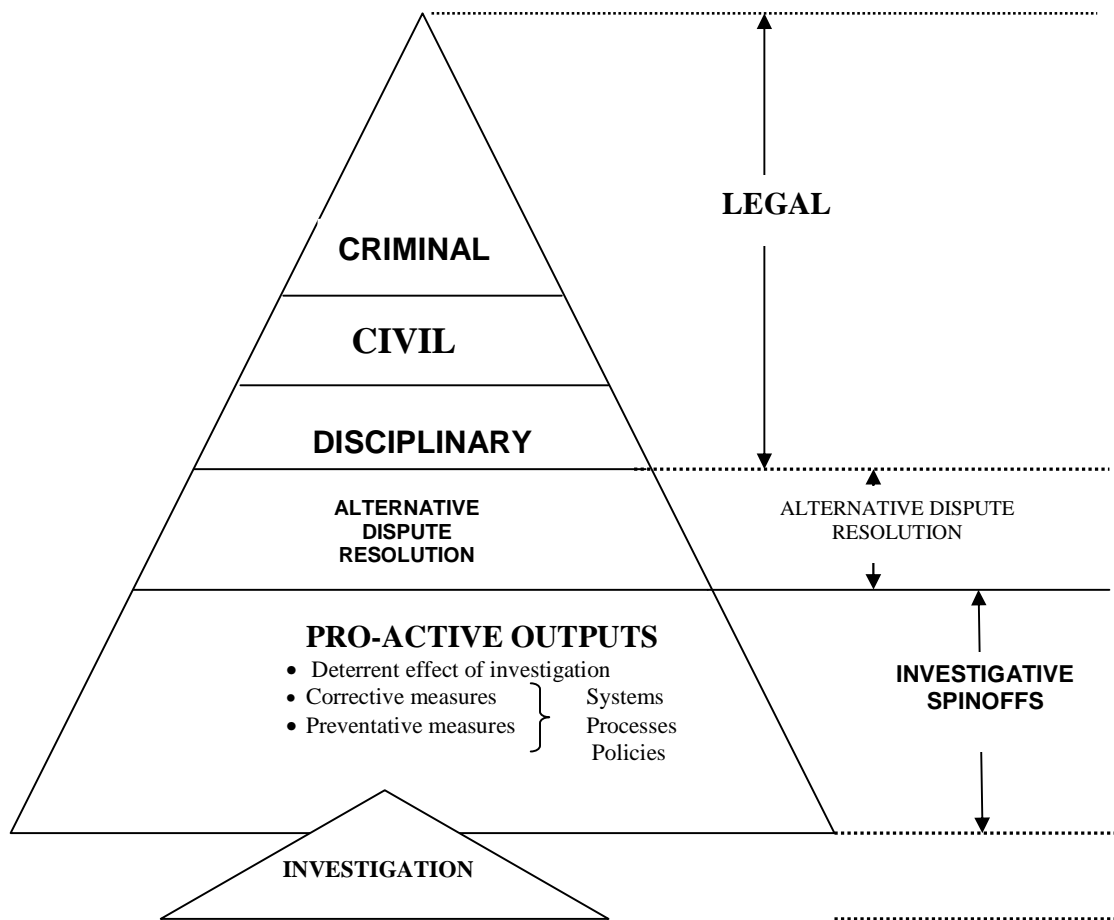 LEGAL
CRIMINAL
CIVIL
DISCIPLINARY
ALTERNATIVE
DISPUTE
RESOLUTION
ALTERNATIVE DISPUTE
RESOLUTION
PRO-ACTIVE OUTPUTS
• Deterrent effect of investigation
• Corrective measures Systems
• Preventative measures Processes
Policies
INVESTIGATIVE
SPINOFFS
INVESTIGATION